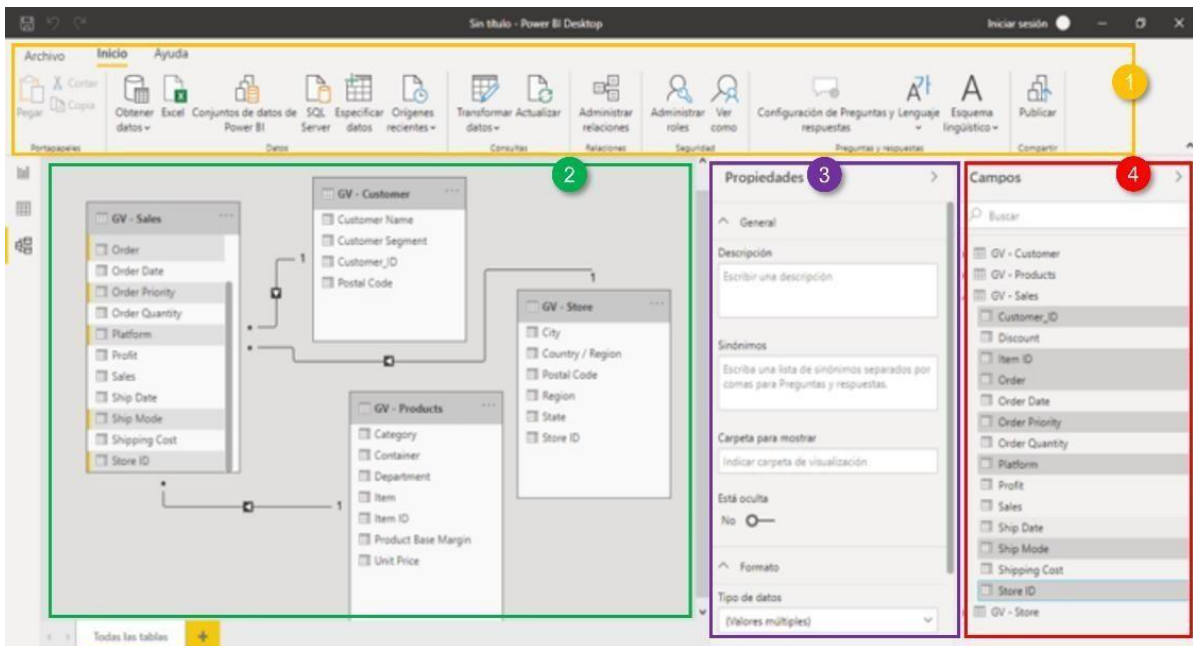 Sin título - Power BI Desktop
Iniciar sesión
Archivo Inicio Ayuda
1
Pegar
Cortar
Copia
Obtener datos
Excel
Conjuntos de datos de Power BI
SQL Server
Especificar datos
Orígenes recientes
Transformar datos
Actualizar
Administrar relaciones
Administrar roles
Ver como
Configuración de Preguntas y respuestas
Lenguaje
Esquema lingüístico
Publicar
Portapapeles
Datos
Consultas
Relaciones
Seguridad
Preguntas y respuestas
Compartir
2
GV - Sales
Order
Order Date
Order Priority
Order Quantity
Platform
Profit
Sales
Ship Date
Ship Mode
Shipping Cost
Store ID
GV - Customer
Customer Name
Customer Segment
Customer_ID
Postal Code
1
*
*
1
GV - Store
City
Country / Region
Postal Code
Region
State
Store ID
GV - Products
Category
Container
Department
Item
Item ID
Product Base Margin
Unit Price
*
1
Propiedades
3
General
Descripción
Escribir una descripción
Sinónimos
Escriba una lista de sinónimos separados por
comas para Preguntas y respuestas.
Carpeta para mostrar
Indicar carpeta de visualización
Está oculta
No
Formato
Tipo de datos
(Valores múltiples)
Campos
4
Buscar
GV - Customer
GV - Products
GV - Sales
Customer_ID
Discount
Item ID
Order
Order Date
Order Priority
Order Quantity
Platform
Profit
Sales
Ship Date
Ship Mode
Shipping Cost
Store ID
GV - Store
Todas las tablas
+